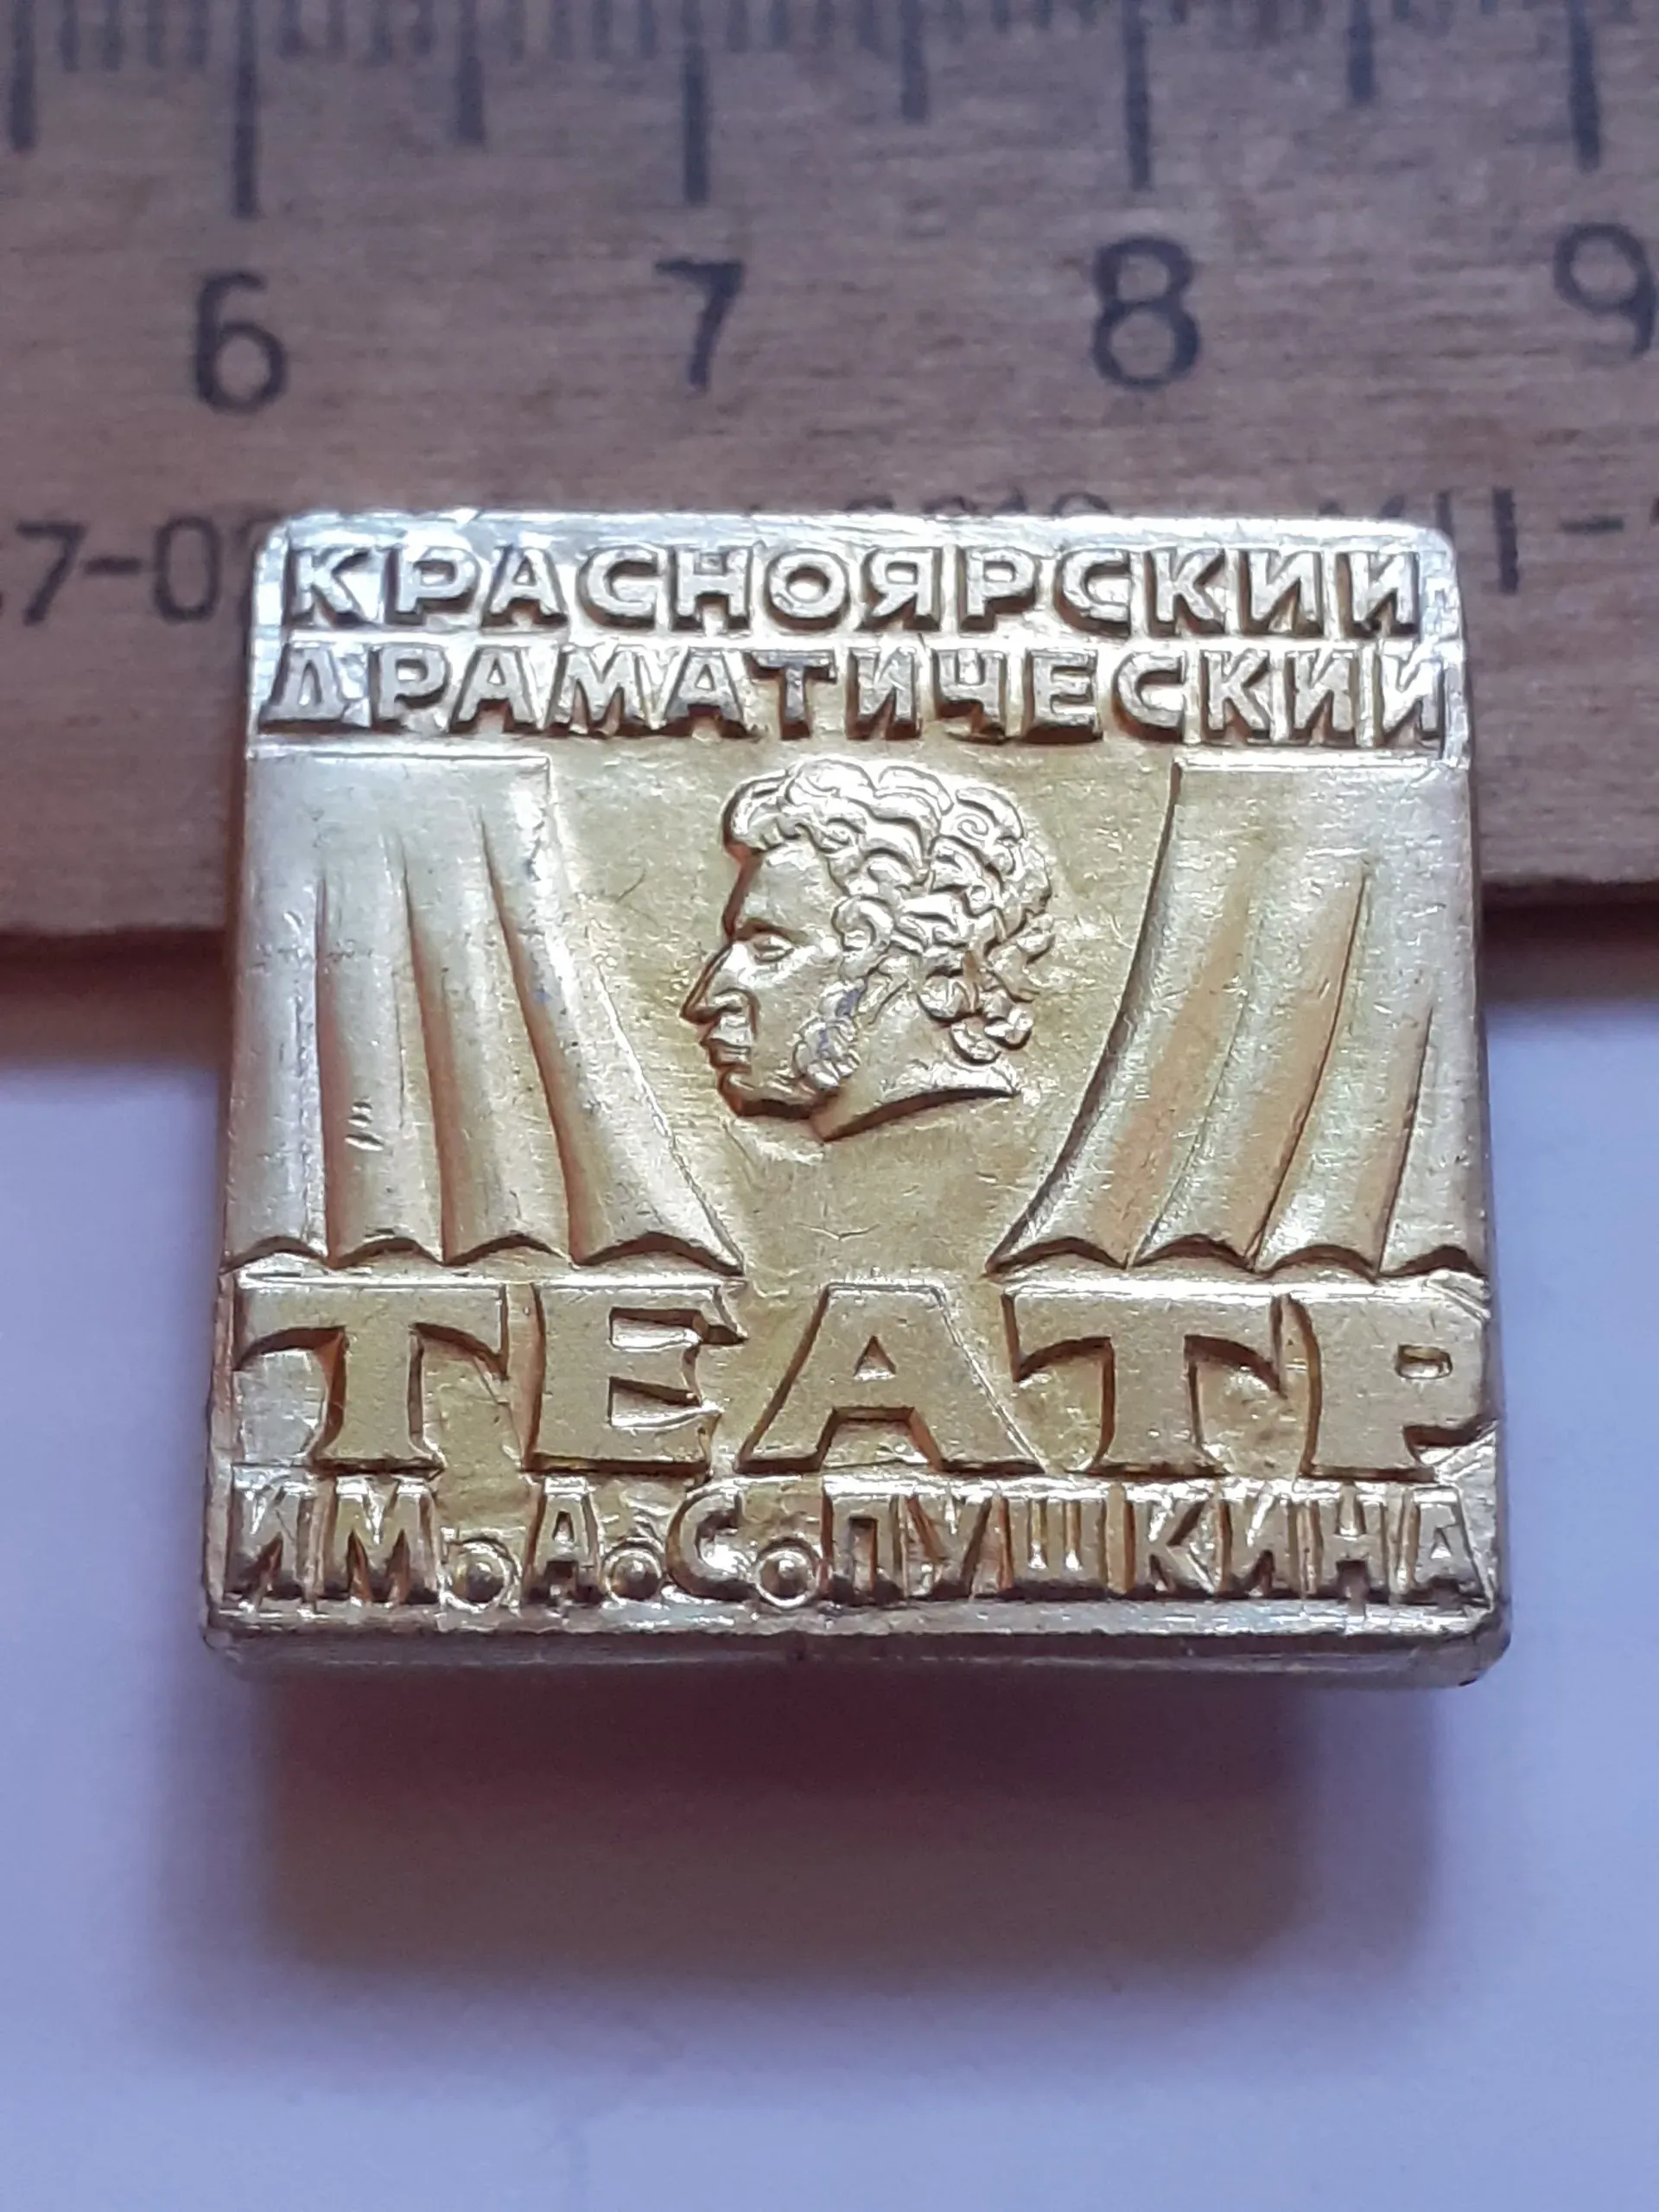 6 7 8 9
КРАСНОЯРСКИЙ
ДРАМАТИЧЕСКИЙ
ТЕАТР
ИМ.А.С.ПУШКИНА